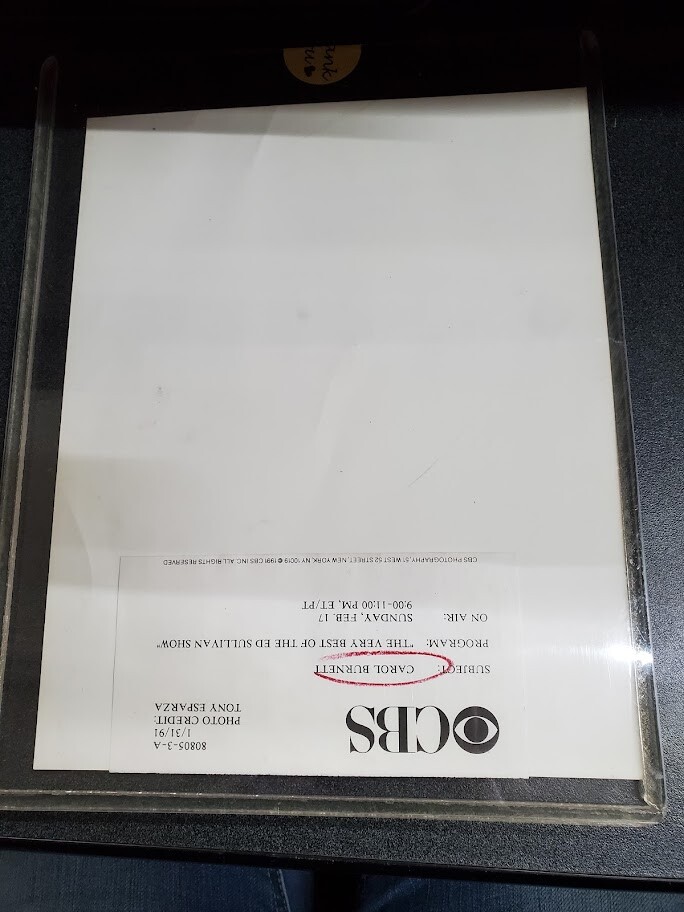 CBS
80805-3-A
1/31/91
PHOTO CREDIT:
TONY ESPARZA
SUBJECT: CAROL BURNETT
PROGRAM: "THE VERY BEST OF THE ED SULLIVAN SHOW"
ON AIR: SUNDAY, FEB. 17
9:00-11:00 PM, ET/PT
CBS PHOTOGRAPHY, 51 WEST 52 STREET, NEW YORK, NY 10019 © 1991 CBS INC. ALL RIGHTS RESERVED